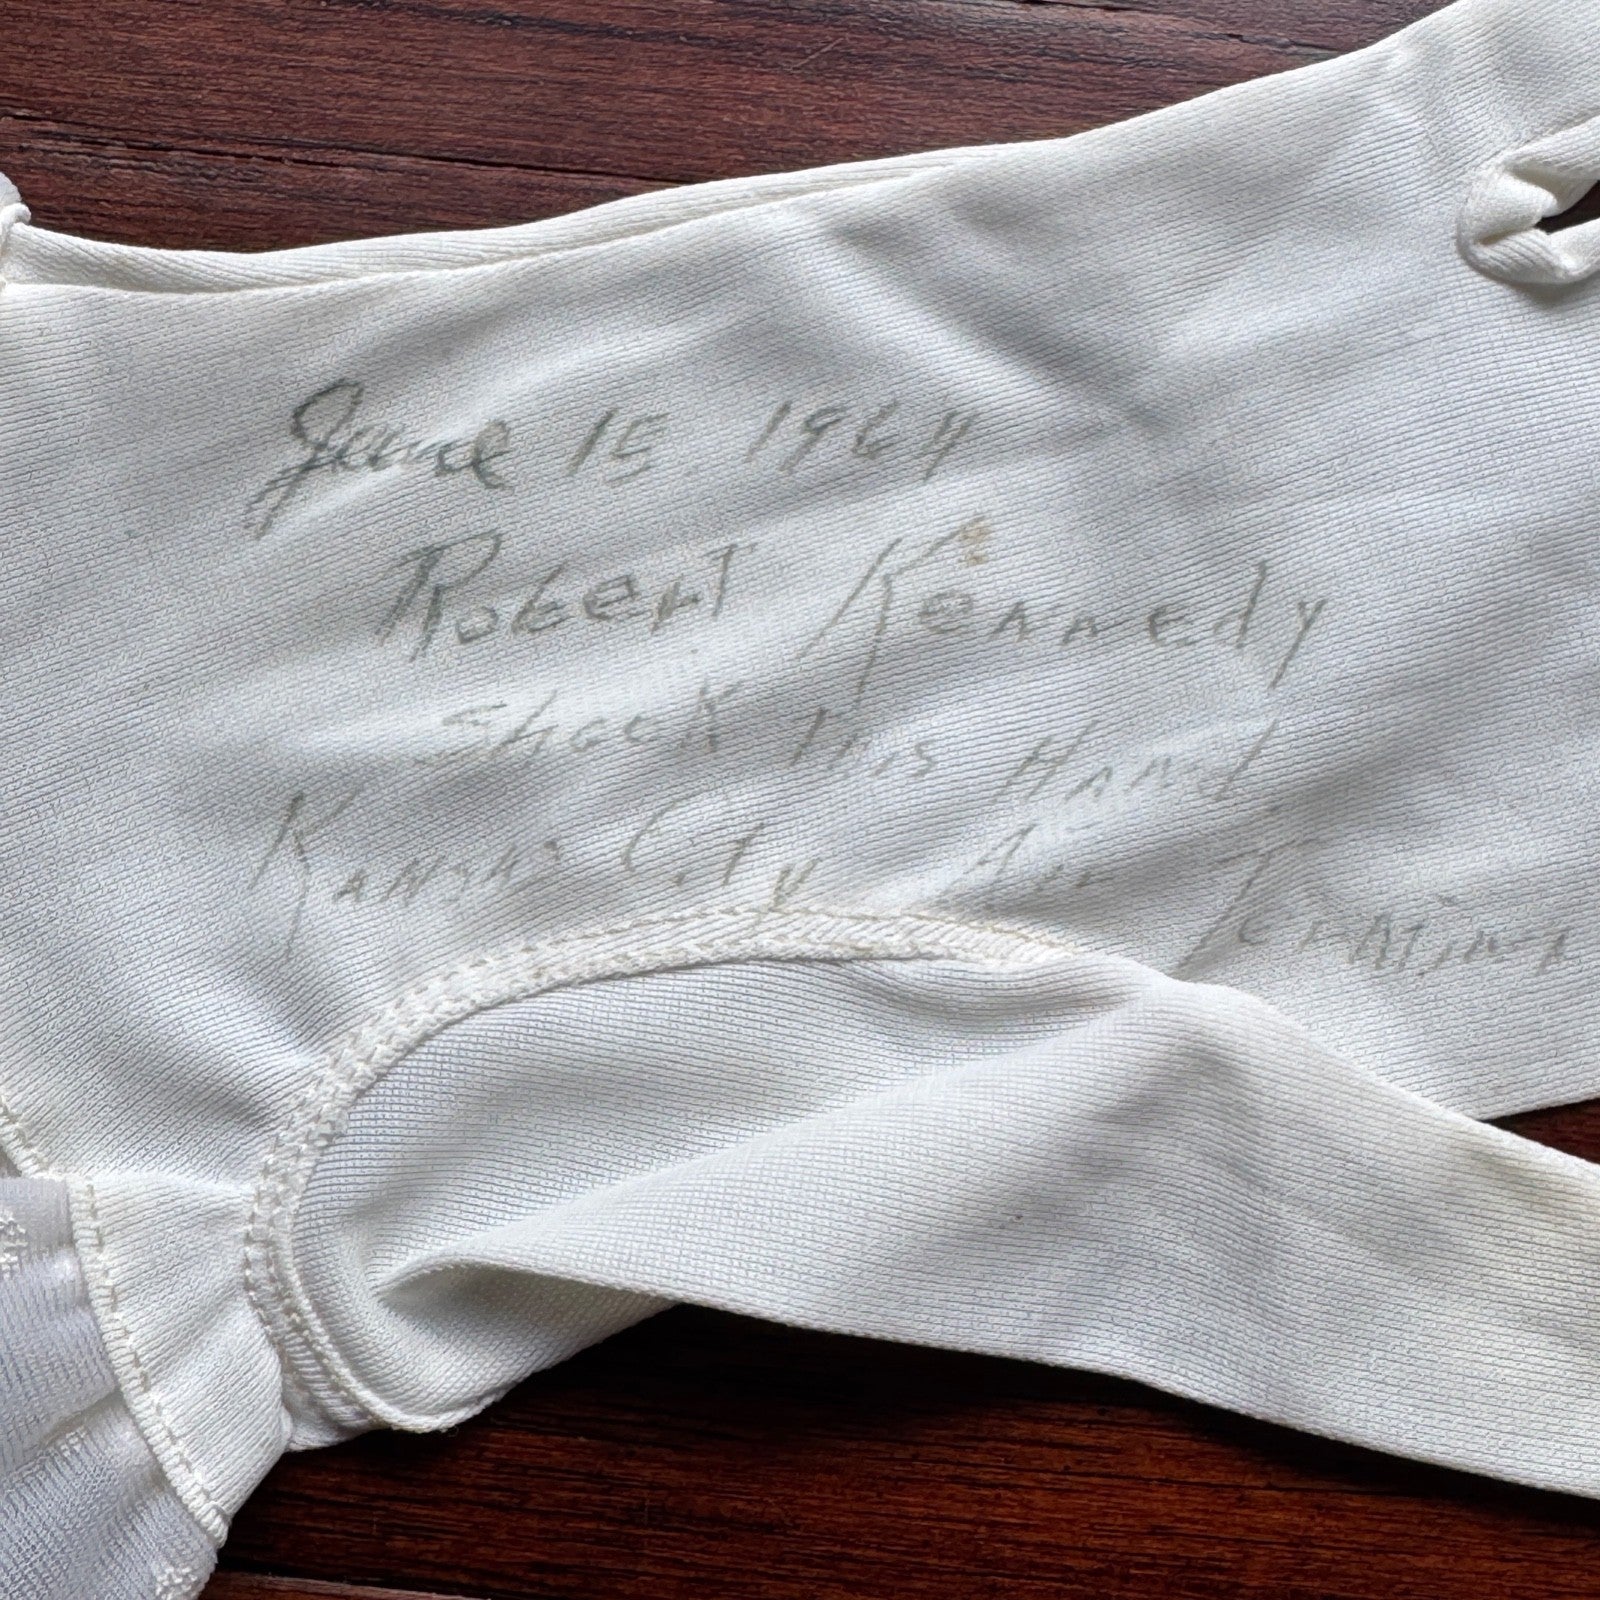 June 15 1964
Robert Kennedy
Shook This Hand
Kansas City Air Terminal